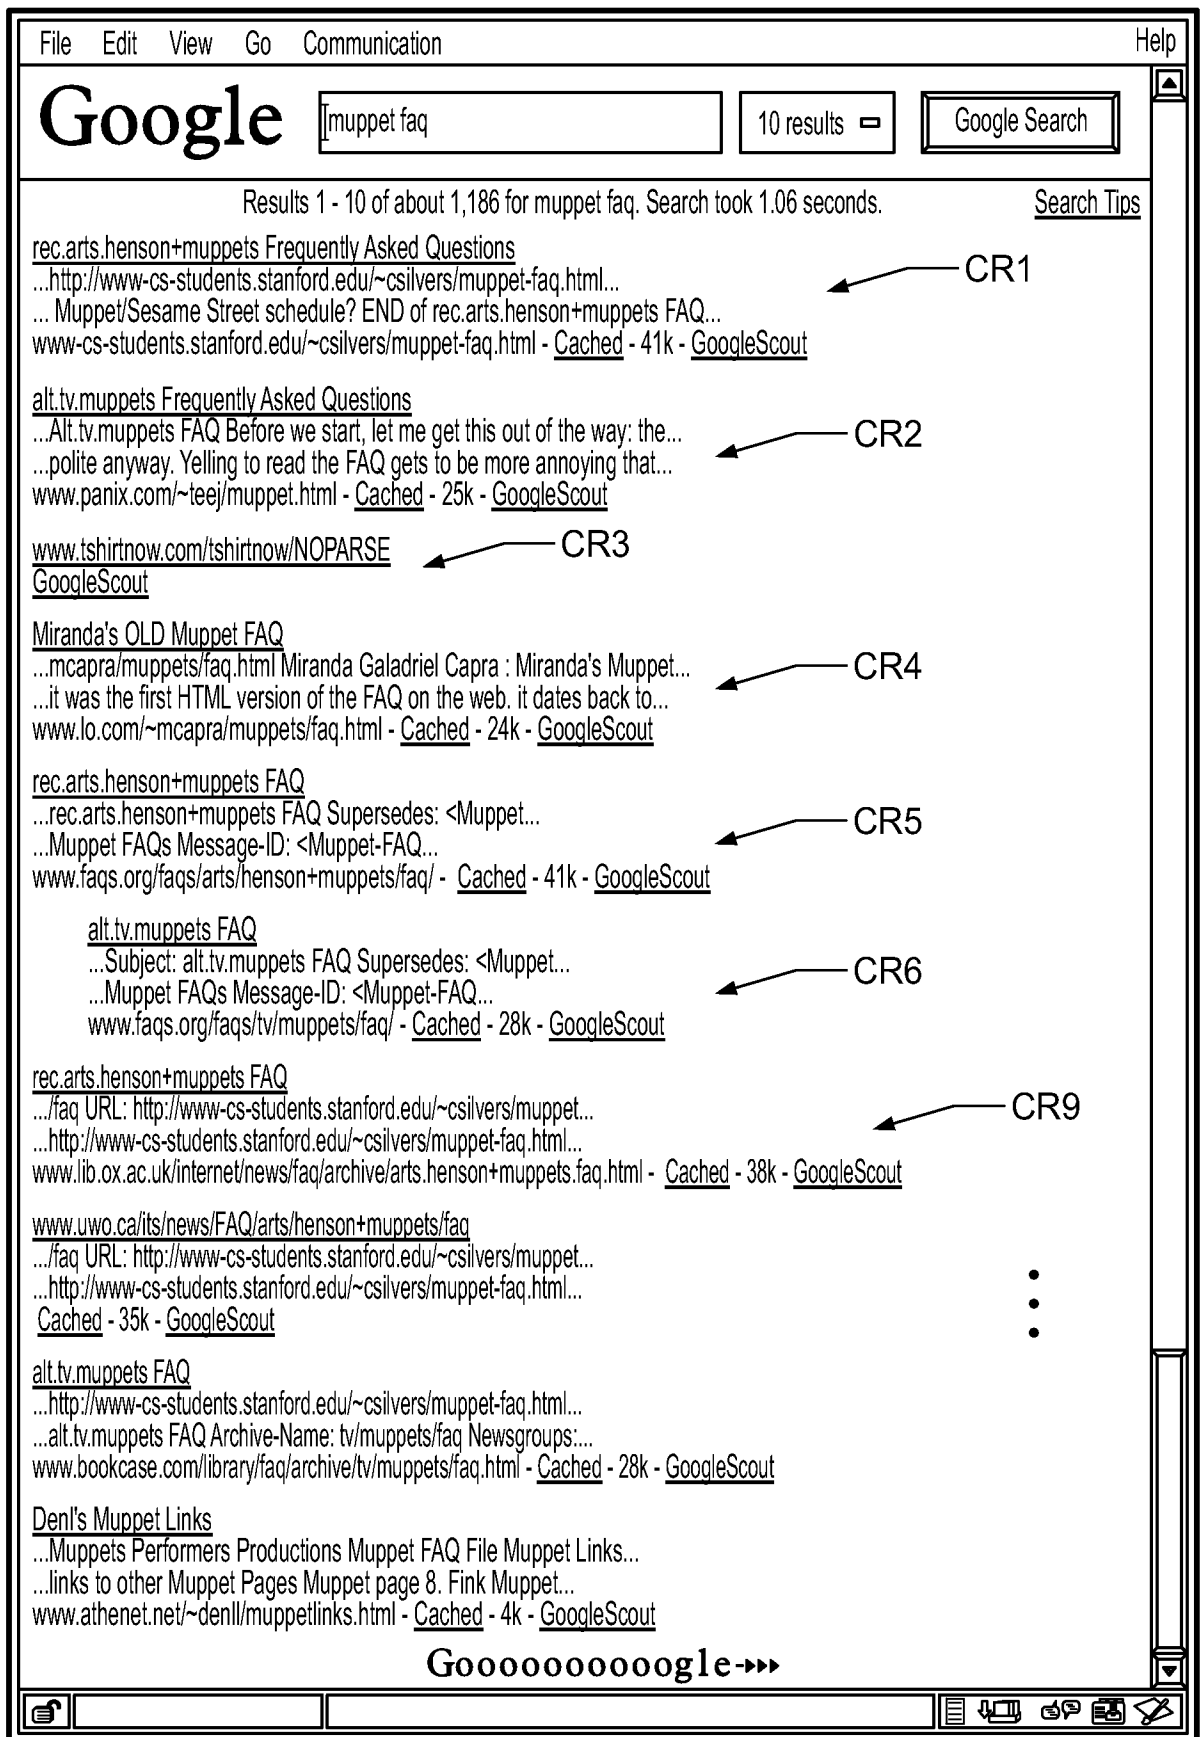 File Edit View Go Communication Help
Google muppet faq 10 results Google Search
Results 1 - 10 of about 1,186 for muppet faq. Search took 1.06 seconds. Search Tips
rec.arts.henson+muppets Frequently Asked Questions
...http://www-cs-students.stanford.edu/~csilvers/muppet-faq.html... CR1
... Muppet/Sesame Street schedule? END of rec.arts.henson+muppets FAQ...
www-cs-students.stanford.edu/~csilvers/muppet-faq.html - Cached - 41k - GoogleScout
alt.tv.muppets Frequently Asked Questions
...Alt.tv.muppets FAQ Before we start, let me get this out of the way: the... CR2
...polite anyway. Yelling to read the FAQ gets to be more annoying that...
www.panix.com/~teej/muppet.html - Cached - 25k - GoogleScout
www.tshirtnow.com/tshirtnow/NOPARSE CR3
GoogleScout
Miranda's OLD Muppet FAQ
...mcapra/muppets/faq.html Miranda Galadriel Capra : Miranda's Muppet... CR4
...it was the first HTML version of the FAQ on the web. it dates back to...
www.lo.com/~mcapra/muppets/faq.html - Cached - 24k - GoogleScout
rec.arts.henson+muppets FAQ
...rec.arts.henson+muppets FAQ Supersedes: <Muppet... CR5
...Muppet FAQs Message-ID: <Muppet-FAQ...
www.faqs.org/faqs/arts/henson+muppets/faq/ - Cached - 41k - GoogleScout
alt.tv.muppets FAQ
...Subject: alt.tv.muppets FAQ Supersedes: <Muppet... CR6
...Muppet FAQs Message-ID: <Muppet-FAQ...
www.faqs.org/faqs/tv/muppets/faq/ - Cached - 28k - GoogleScout
rec.arts.henson+muppets FAQ
.../faq URL: http://www-cs-students.stanford.edu/~csilvers/muppet... CR9
...http://www-cs-students.stanford.edu/~csilvers/muppet-faq.html...
www.lib.ox.ac.uk/internet/news/faq/archive/arts.henson+muppets.faq.html - Cached - 38k - GoogleScout
www.uwo.ca/its/news/FAQ/arts/henson+muppets/faq
.../faq URL: http://www-cs-students.stanford.edu/~csilvers/muppet...
...http://www-cs-students.stanford.edu/~csilvers/muppet-faq.html...
Cached - 35k - GoogleScout
alt.tv.muppets FAQ
...http://www-cs-students.stanford.edu/~csilvers/muppet-faq.html...
...alt.tv.muppets FAQ Archive-Name: tv/muppets/faq Newsgroups:...
www.bookcase.com/library/faq/archive/tv/muppets/faq.html - Cached - 28k - GoogleScout
Denl's Muppet Links
...Muppets Performers Productions Muppet FAQ File Muppet Links...
...links to other Muppet Pages Muppet page 8. Fink Muppet...
www.athenet.net/~denll/muppetlinks.html - Cached - 4k - GoogleScout
Goooooooooogle